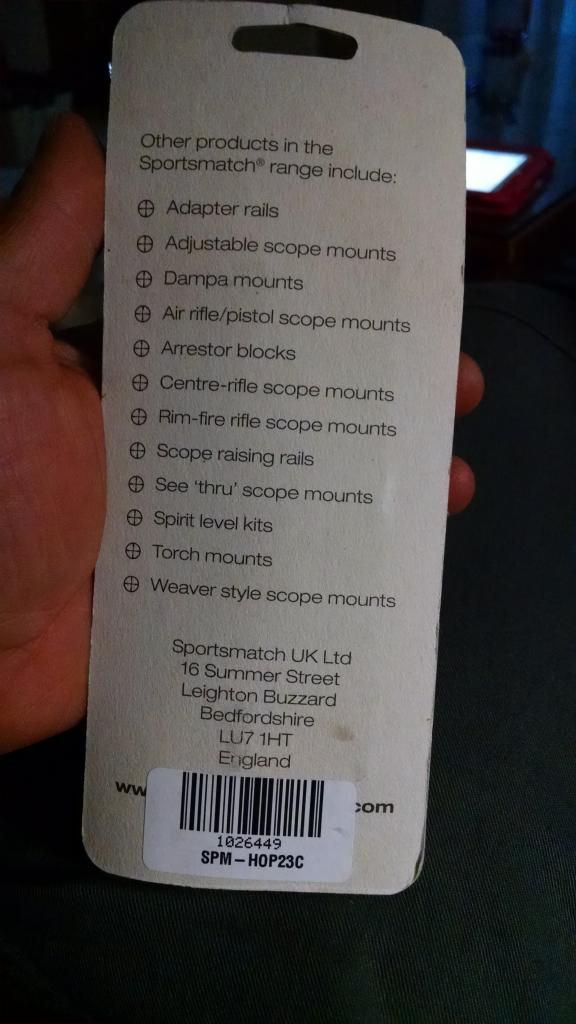 Other products in the
Sportsmatch® range include:
Adapter rails
Adjustable scope mounts
Dampa mounts
Air rifle/pistol scope mounts
Arrestor blocks
Centre-rifle scope mounts
Rim-fire rifle scope mounts
Scope raising rails
See ‘thru’ scope mounts
Spirit level kits
Torch mounts
Weaver style scope mounts
Sportsmatch UK Ltd
16 Summer Street
Leighton Buzzard
Bedfordshire
LU7 1HT
England
1026449
SPM-HOP23C